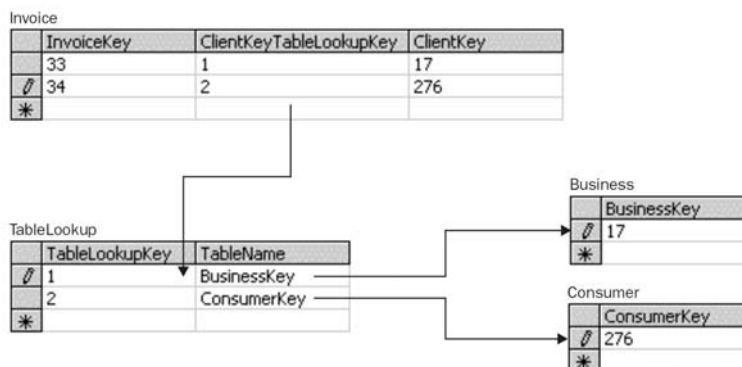 Invoice
InvoiceKey ClientKeyTableLookupKey ClientKey
33 1 17
34 2 276
Business
BusinessKey
17
TableLookup
TableLookupKey TableName
1 BusinessKey
2 ConsumerKey
Consumer
ConsumerKey
276